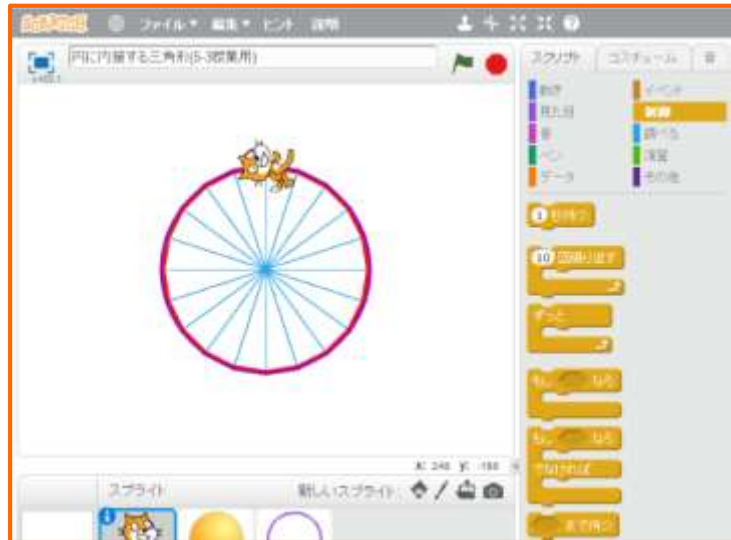 ファイル▼ 編集▼ ヒント 説明
円に内接する三角形(5-3授業用)
スクリプト コスチューム 音
動き イベント
見た目 制御
音 調べる
ペン 演算
データ その他
1 秒待つ
10 回繰り返す
ずっと
もし なら
もし なら
でなければ
まで待つ
x: 240 y: -180
スプライト 新しいスプライト: